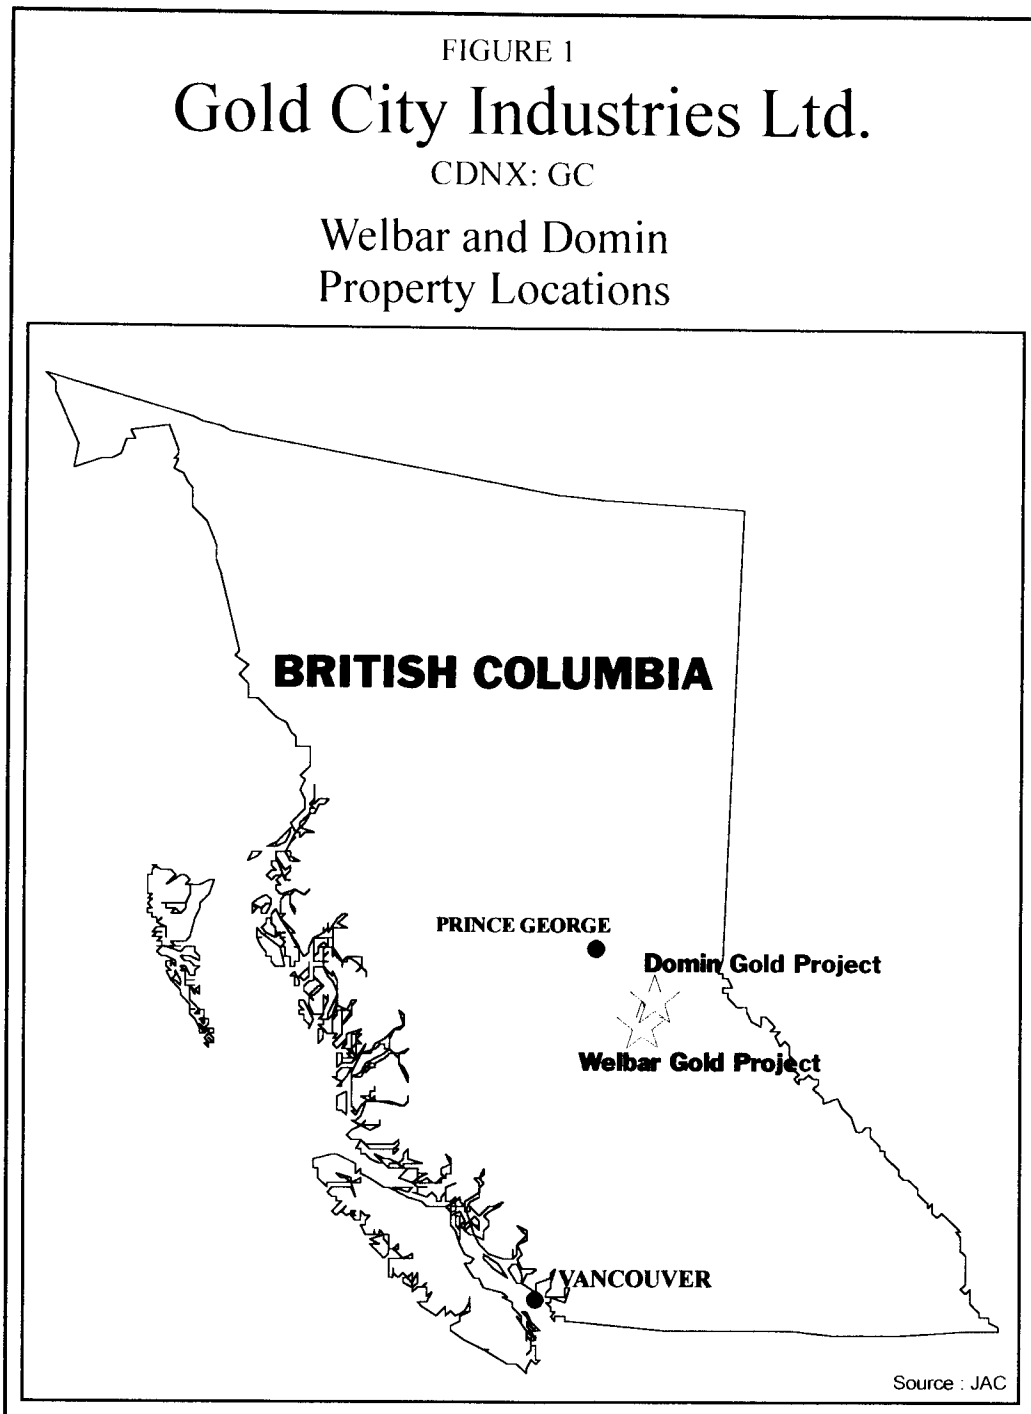 FIGURE 1
Gold City Industries Ltd.
CDNX: GC
Welbar and Domin
Property Locations
BRITISH COLUMBIA
PRINCE GEORGE
Domin Gold Project
Welbar Gold Project
VANCOUVER
Source : JAC